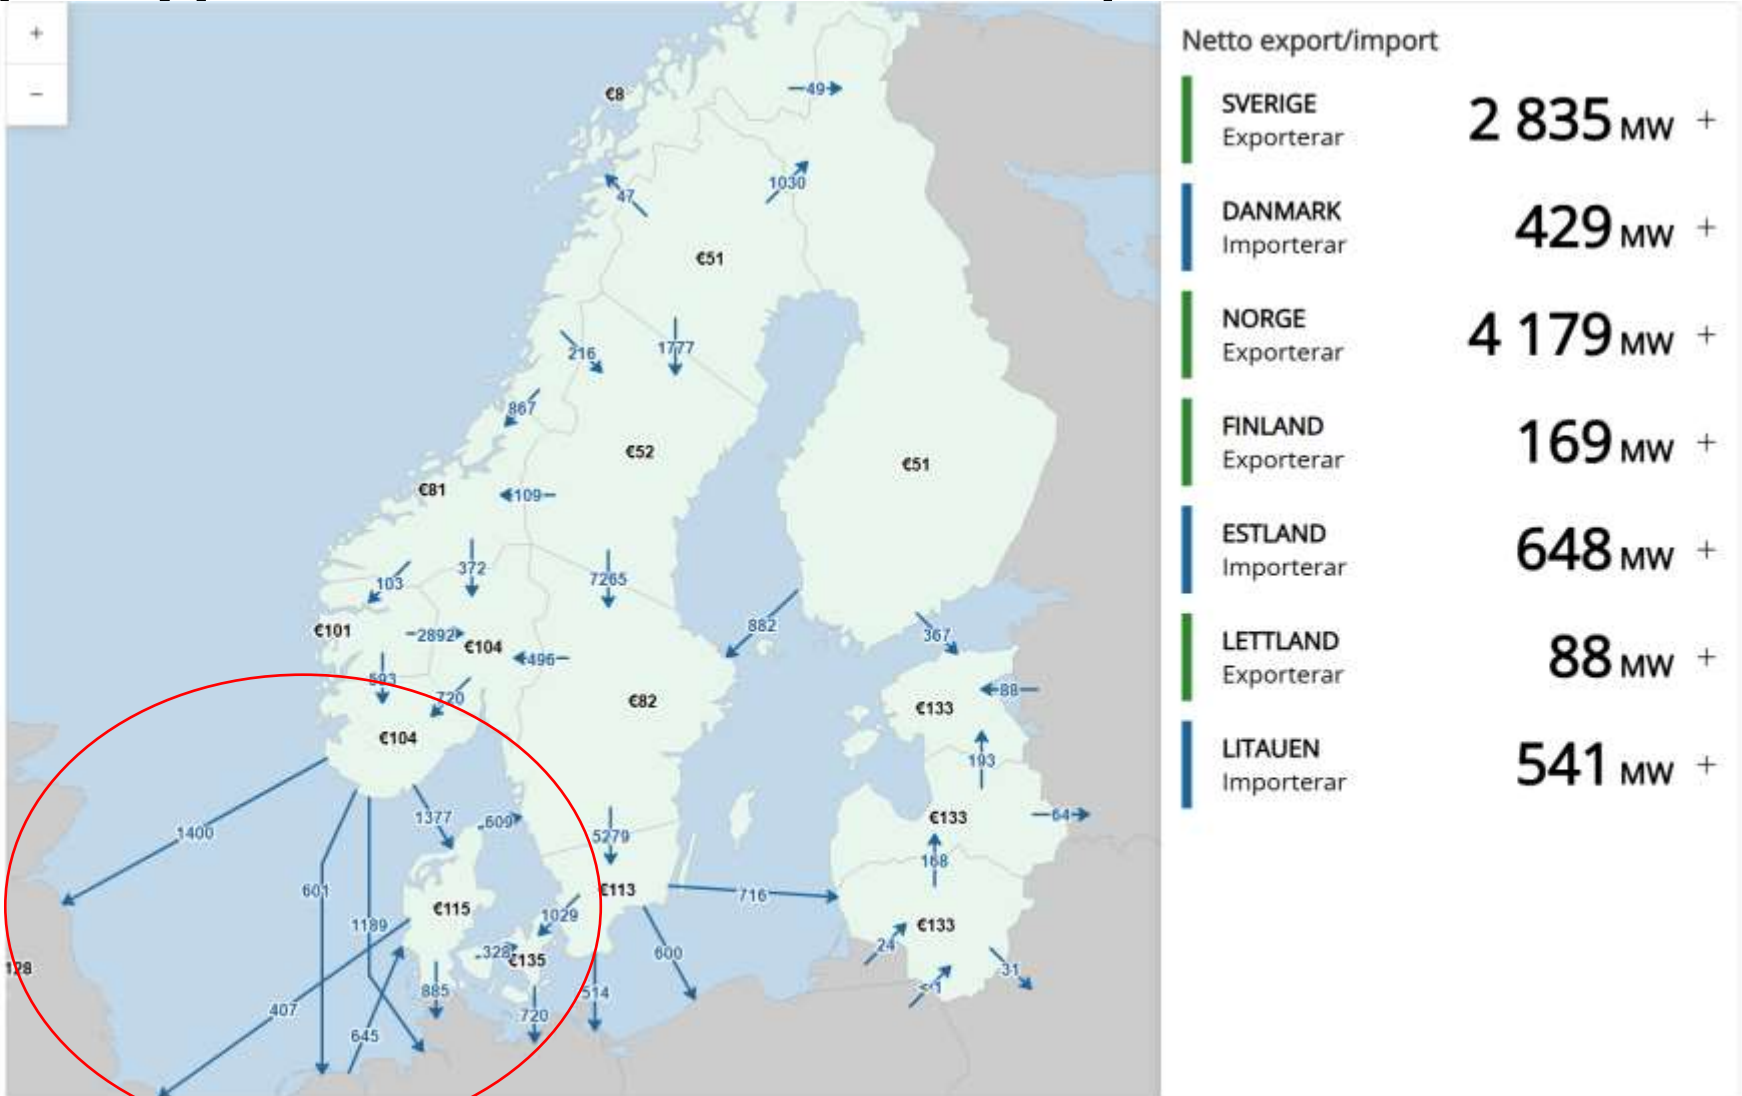 +
−
€8
49
47
1030
€51
216
1777
867
€52
€51
€81
109
103
372
7265
€101
2892
€104
496
882
367
593
720
€82
88
€133
€104
193
1400
1377
609
5279
€133
64
601
168
€113
716
€115
1189
1029
€133
24
328
€135
600
128
885
514
31
407
720
645
Netto export/import
SVERIGE
Exporterar
2 835 MW +
DANMARK
Importerar
429 MW +
NORGE
Exporterar
4 179 MW +
FINLAND
Exporterar
169 MW +
ESTLAND
Importerar
648 MW +
LETTLAND
Exporterar
88 MW +
LITAUEN
Importerar
541 MW +